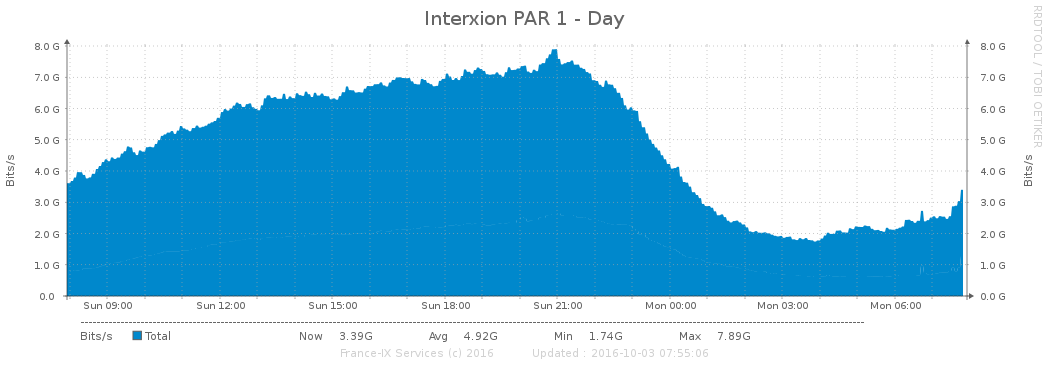 Interxion PAR 1 - Day
RRDTOOL / TOBI OETIKER
Bits/s
8.0 G
7.0 G
6.0 G
5.0 G
4.0 G
3.0 G
2.0 G
1.0 G
0.0
8.0 G
7.0 G
6.0 G
5.0 G
4.0 G
3.0 G
2.0 G
1.0 G
0.0 G
Bits/s
Sun 09:00 Sun 12:00 Sun 15:00 Sun 18:00 Sun 21:00 Mon 00:00 Mon 03:00 Mon 06:00
Bits/s Total Now 3.39G Avg 4.92G Min 1.74G Max 7.89G
France-IX Services (c) 2016 Updated : 2016-10-03 07:55:06